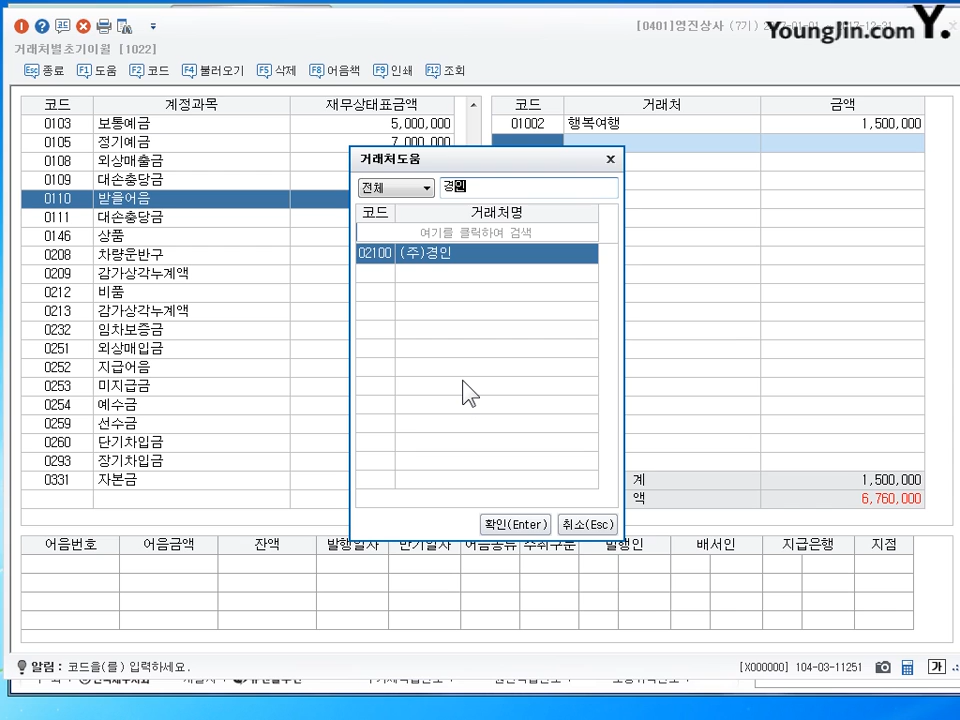 [0401]영진상사 (7기) 2017-01-01 ~ 2017-12-31
YoungJin.com Y.
거래처별초기이월 [1022]
Esc 종료 F1 도움 F2 코드 F4 불러오기 F5 삭제 F8 어음책 F9 인쇄 F12 조회
코드 계정과목 재무상태표금액 코드 거래처 금액
0103 보통예금 5,000,000 01002 행복여행 1,500,000
0105 정기예금 7,000,000
0108 외상매출금
0109 대손충당금
0110 받을어음
0111 대손충당금
0146 상품
0208 차량운반구
0209 감가상각누계액
0212 비품
0213 감가상각누계액
0232 임차보증금
0251 외상매입금
0252 지급어음
0253 미지급금
0254 예수금
0259 선수금
0260 단기차입금
0293 장기차입금
0331 자본금
계 1,500,000
액 6,760,000
거래처도움 x
전체 경인
코드 거래처명
여기를 클릭하여 검색
02100 (주)경인
확인(Enter) 취소(Esc)
어음번호 어음금액 잔액 발행일자 만기일자 어음종류 수취구분 발행인 배서인 지급은행 지점
알림 : 코드을(를) 입력하세요. [X000000] 104-03-11251 가